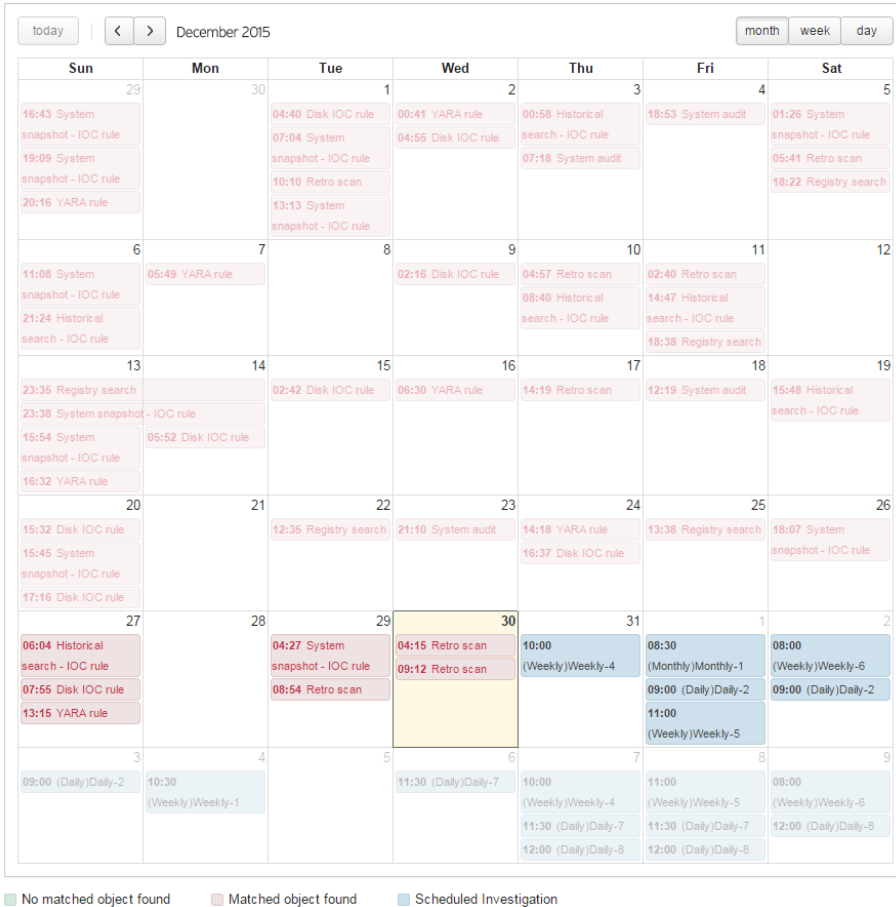 today
December 2015
month week day
Sun Mon Tue Wed Thu Fri Sat
29 30 1 2 3 4 5
16:43 System
snapshot - IOC rule
19:09 System
snapshot - IOC rule
20:16 YARA rule
04:40 Disk IOC rule
07:04 System
snapshot - IOC rule
10:10 Retro scan
13:13 System
snapshot - IOC rule
00:41 YARA rule
04:55 Disk IOC rule
00:58 Historical
search - IOC rule
07:18 System audit
18:53 System audit
01:26 System
snapshot - IOC rule
05:41 Retro scan
18:22 Registry search
6 7 8 9 10 11 12
11:08 System
snapshot - IOC rule
21:24 Historical
search - IOC rule
05:49 YARA rule
02:16 Disk IOC rule
04:57 Retro scan
08:40 Historical
search - IOC rule
02:40 Retro scan
14:47 Historical
search - IOC rule
18:38 Registry search
13 14 15 16 17 18 19
23:35 Registry search
23:38 System snapshot - IOC rule
15:54 System
snapshot - IOC rule
16:32 YARA rule
05:52 Disk IOC rule
02:42 Disk IOC rule
06:30 YARA rule
14:19 Retro scan
12:19 System audit
15:48 Historical
search - IOC rule
20 21 22 23 24 25 26
15:32 Disk IOC rule
15:45 System
snapshot - IOC rule
17:16 Disk IOC rule
12:35 Registry search
21:10 System audit
14:18 YARA rule
16:37 Disk IOC rule
13:38 Registry search
18:07 System
snapshot - IOC rule
27 28 29 30 31 1 2
06:04 Historical
search - IOC rule
07:55 Disk IOC rule
13:15 YARA rule
04:27 System
snapshot - IOC rule
08:54 Retro scan
04:15 Retro scan
09:12 Retro scan
10:00
(Weekly)Weekly-4
08:30
(Monthly)Monthly-1
09:00 (Daily)Daily-2
11:00
(Weekly)Weekly-5
08:00
(Weekly)Weekly-6
09:00 (Daily)Daily-2
3 4 5 6 7 8 9
09:00 (Daily)Daily-2
10:30
(Weekly)Weekly-1
11:30 (Daily)Daily-7
10:00
(Weekly)Weekly-4
11:30 (Daily)Daily-7
12:00 (Daily)Daily-8
11:00
(Weekly)Weekly-5
11:30 (Daily)Daily-7
12:00 (Daily)Daily-8
08:00
(Weekly)Weekly-6
12:00 (Daily)Daily-8
No matched object found
Matched object found
Scheduled Investigation